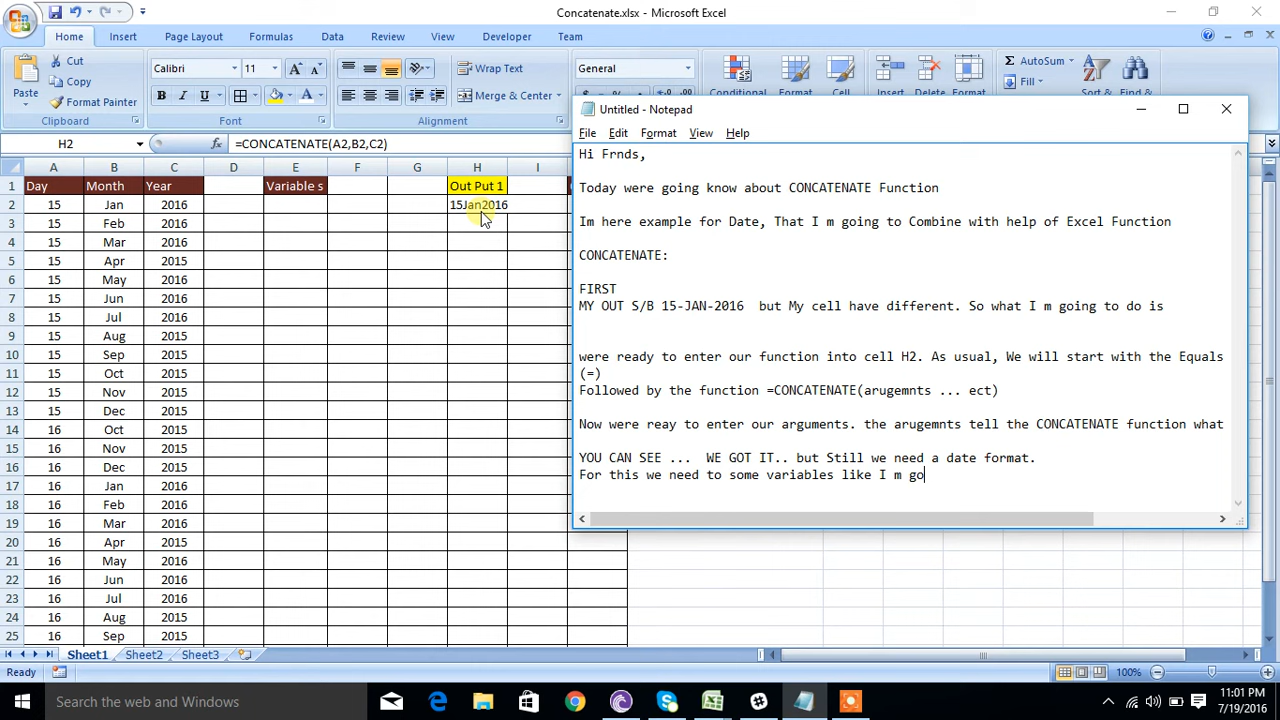 Concatenate.xlsx - Microsoft Excel
Home Insert Page Layout Formulas Data Review View Developer Team
Cut
Copy
Format Painter
Paste
Calibri 11
B I U
Wrap Text
Merge & Center
General
Conditional Format Cell Insert Delete Format
AutoSum
Fill
Sort & Find &
Clipboard Font Alignment
H2 fx =CONCATENATE(A2,B2,C2)
A B C D E F G H I
1 Day Month Year Variable s Out Put 1
2 15 Jan 2016 15Jan2016
3 15 Feb 2016
4 15 Mar 2016
5 15 Apr 2016
6 15 May 2016
7 15 Jun 2016
8 15 Jul 2016
9 15 Aug 2015
10 15 Sep 2015
11 15 Oct 2015
12 15 Nov 2015
13 15 Dec 2015
14 16 Oct 2015
15 16 Nov 2015
16 16 Dec 2015
17 16 Jan 2016
18 16 Feb 2016
19 16 Mar 2016
20 16 Apr 2016
21 16 May 2016
22 16 Jun 2016
23 16 Jul 2016
24 16 Aug 2015
25 16 Sep 2015
Untitled - Notepad
File Edit Format View Help
Hi Frnds,
Today were going know about CONCATENATE Function
Im here example for Date, That I m going to Combine with help of Excel Function
CONCATENATE:
FIRST
MY OUT S/B 15-JAN-2016 but My cell have different. So what I m going to do is
were ready to enter our function into cell H2. As usual, We will start with the Equals
(=)
Followed by the function =CONCATENATE(arugemnts ... ect)
Now were reay to enter our arguments. the arugemnts tell the CONCATENATE function what
YOU CAN SEE ... WE GOT IT.. but Still we need a date format.
For this we need to some variables like I m go
Sheet1 Sheet2 Sheet3
Ready 100%
Search the web and Windows
11:01 PM
7/19/2016